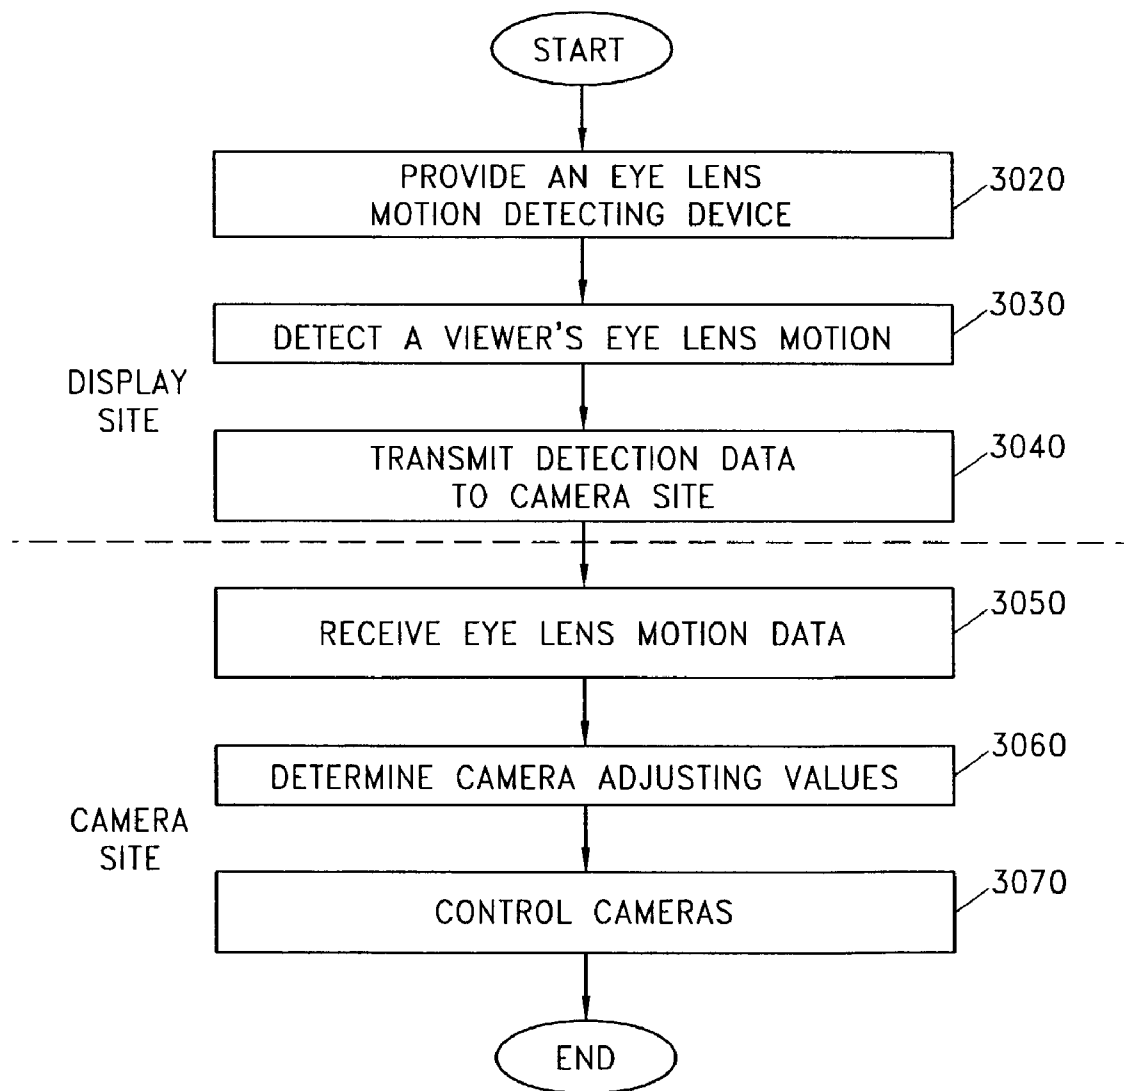 START
PROVIDE AN EYE LENS
MOTION DETECTING DEVICE
3020
DETECT A VIEWER'S EYE LENS MOTION
3030
DISPLAY
SITE
TRANSMIT DETECTION DATA
TO CAMERA SITE
3040
RECEIVE EYE LENS MOTION DATA
3050
DETERMINE CAMERA ADJUSTING VALUES
3060
CAMERA
SITE
CONTROL CAMERAS
3070
END